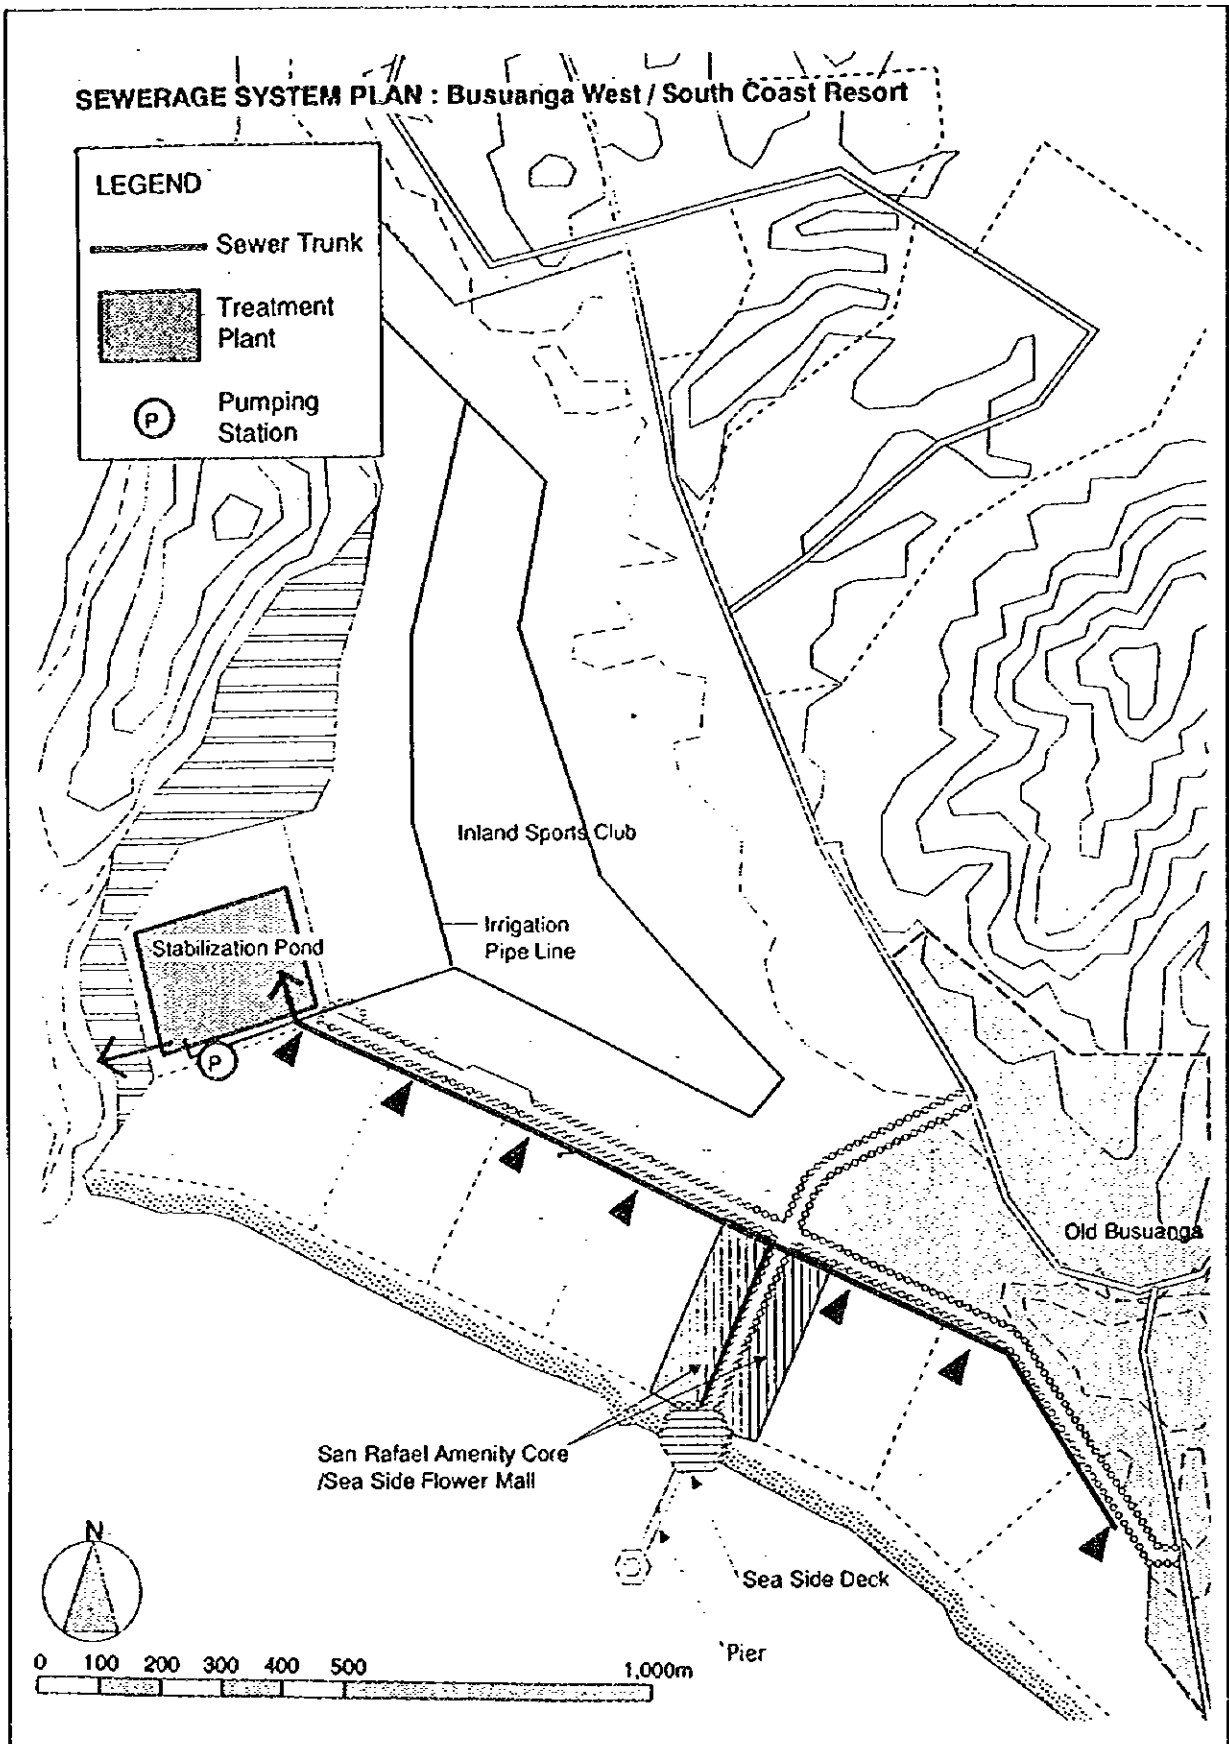 SEWERAGE SYSTEM PLAN : Busuanga West / South Coast Resort
LEGEND
Sewer Trunk
Treatment
Plant
P
Pumping
Station
Inland Sports Club
Irrigation
Pipe Line
Stabilization Pond
P
Old Busuanga
San Rafael Amenity Core
/Sea Side Flower Mall
N
Sea Side Deck
Pier
0 100 200 300 400 500 1,000m